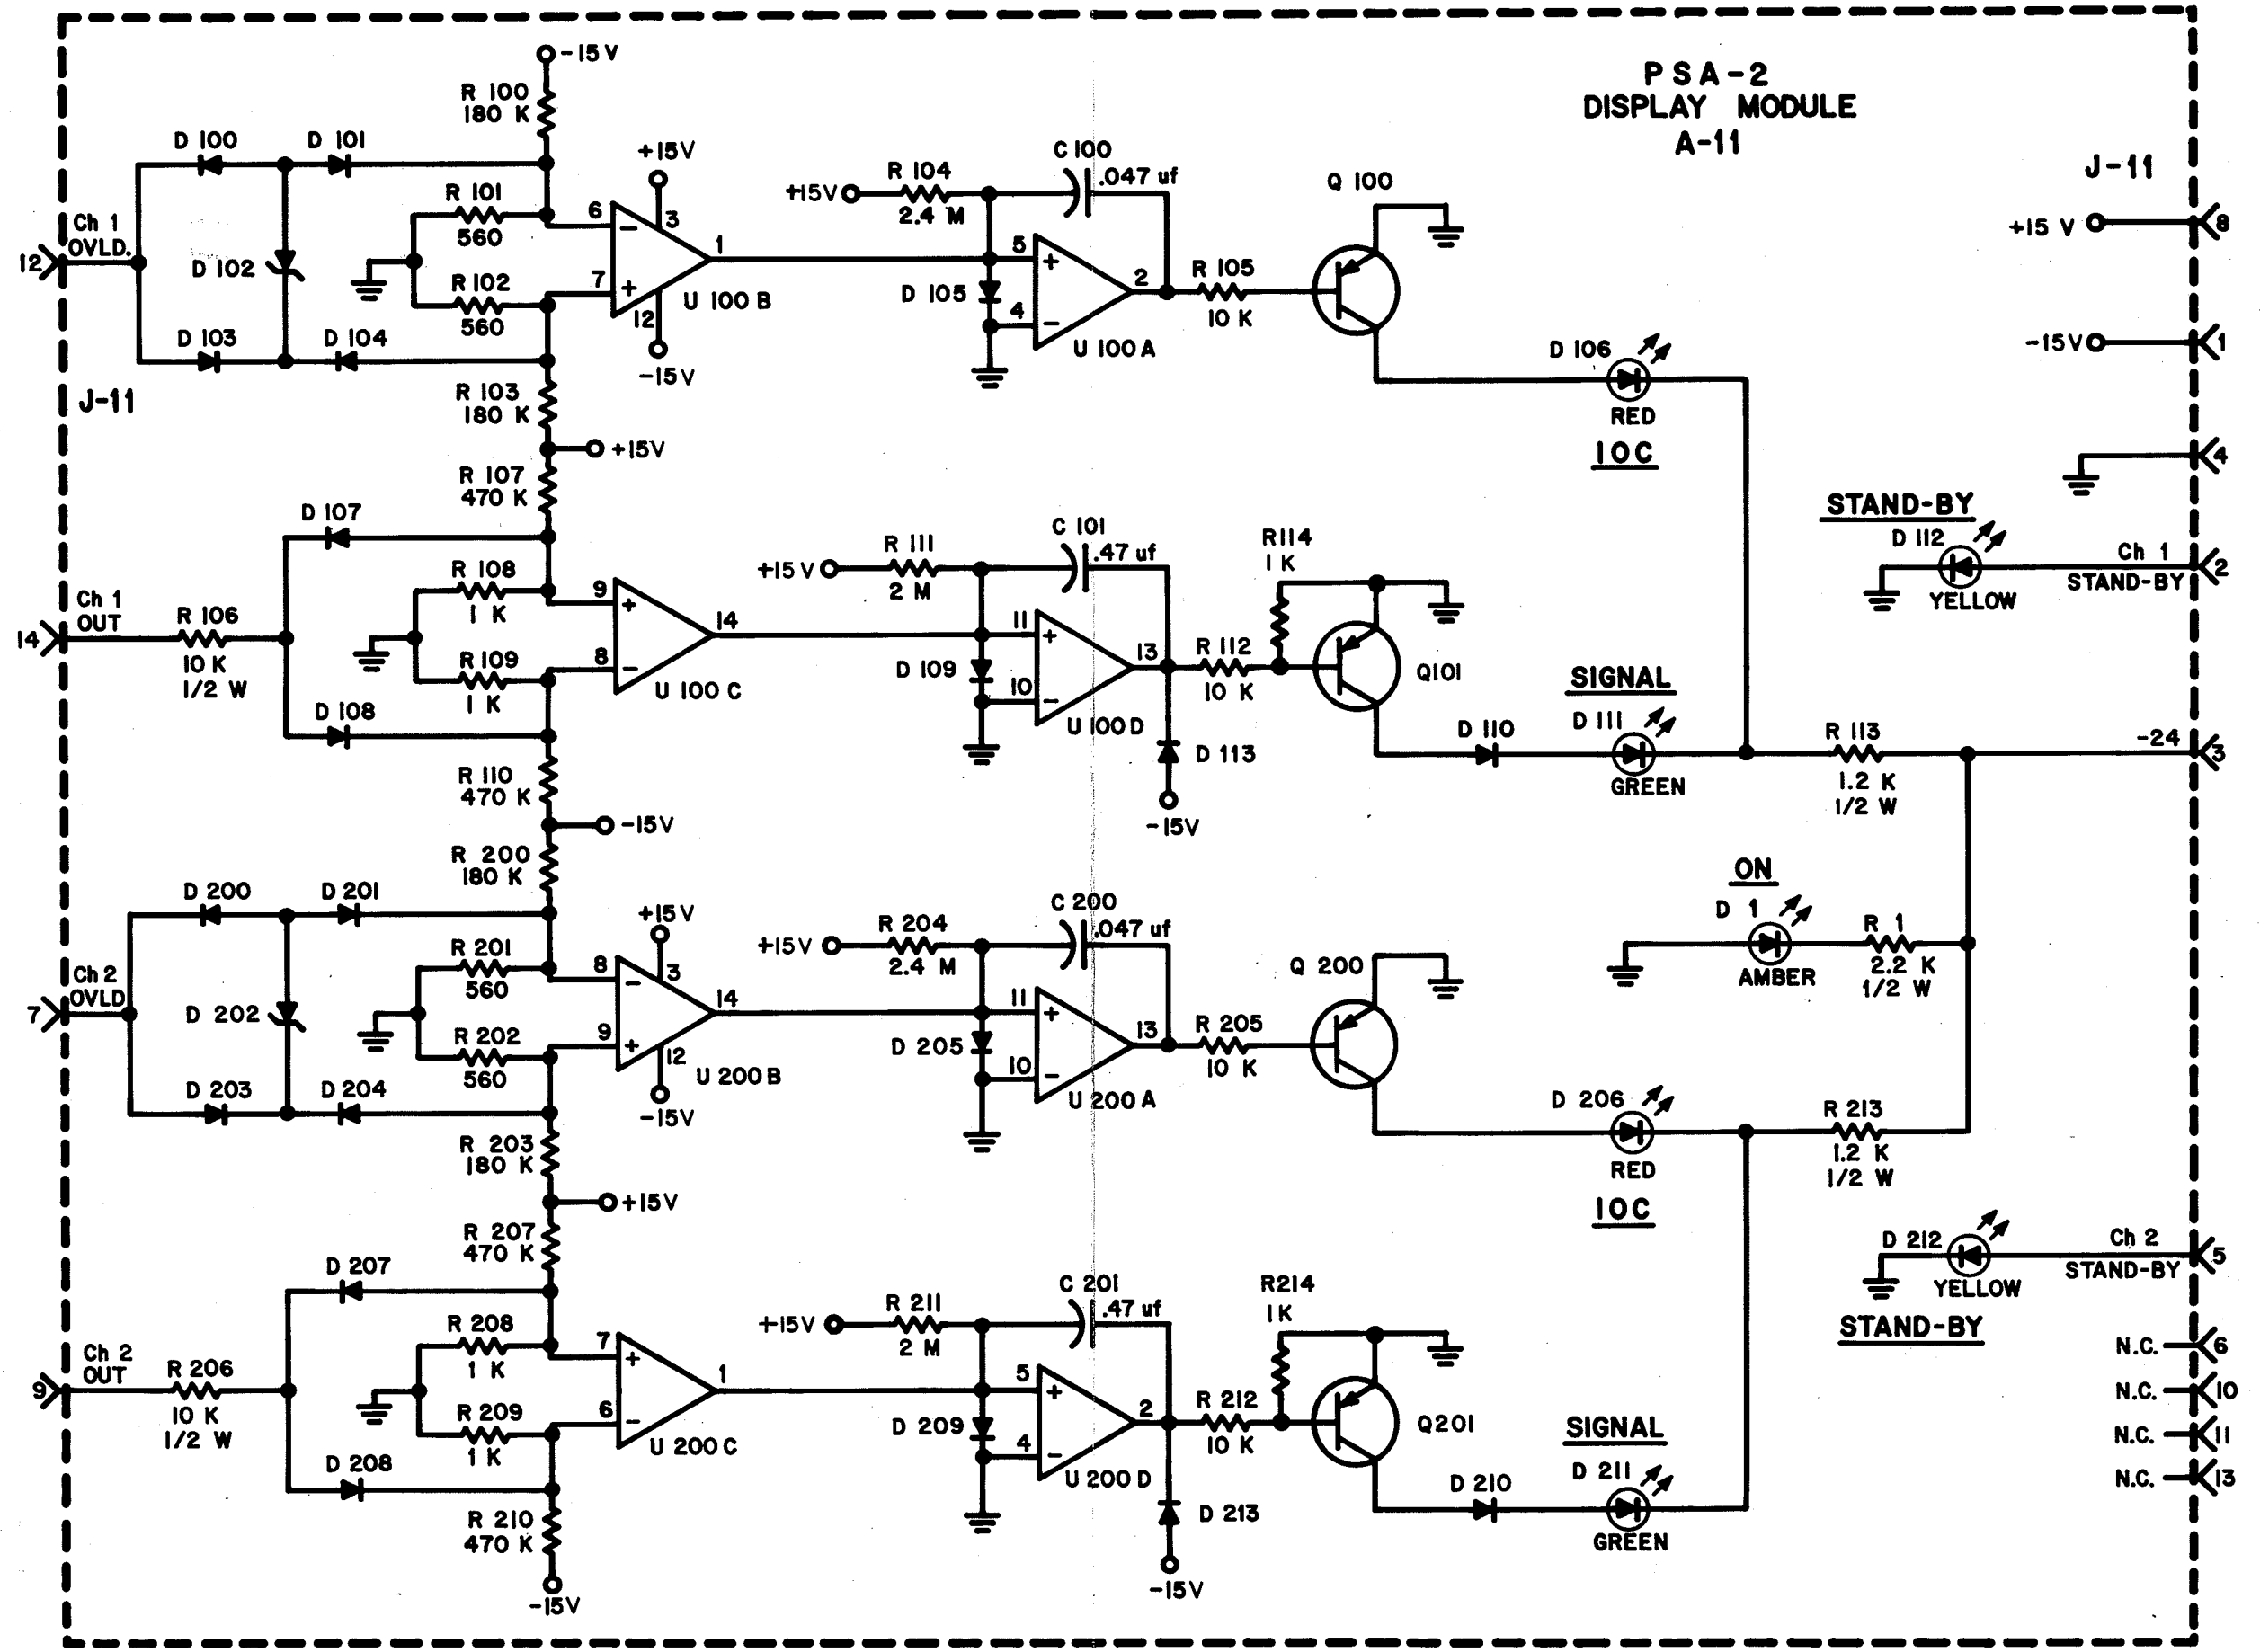 PSA-2
DISPLAY MODULE
A-11
J-11
J-11
-15V
R 100
180 K
D 100
D 101
+15V
R 101
560
6
3
Ch 1
OVLD.
12
D 102
1
R 102
560
7
12
U 100 B
-15V
D 103
D 104
R 103
180 K
+15V
+15V
R 104
2.4 M
C 100
.047 uf
5
D 105
4
2
U 100 A
R 105
10 K
Q 100
D 106
RED
IOC
+15 V
8
-15V
1
4
STAND-BY
D 112
YELLOW
Ch 1
STAND-BY
2
R 107
470 K
D 107
R 108
1 K
9
Ch 1
OUT
14
R 106
10 K
1/2 W
R 109
1 K
8
14
U 100 C
D 108
R 110
470 K
-15V
+15 V
R 111
2 M
C 101
.47 uf
11
D 109
10
13
U 100 D
R 112
10 K
R114
1 K
Q101
D 113
-15V
SIGNAL
D 110
D 111
GREEN
R 113
1.2 K
1/2 W
-24
3
R 200
180 K
D 200
D 201
+15V
R 201
560
8
3
Ch 2
OVLD
7
D 202
14
R 202
560
9
12
U 200 B
-15V
D 203
D 204
R 203
180 K
+15V
+15V
R 204
2.4 M
C 200
.047 uf
11
D 205
10
13
U 200 A
R 205
10 K
Q 200
ON
D 1
AMBER
R 1
2.2 K
1/2 W
D 206
RED
IOC
R 213
1.2 K
1/2 W
D 212
YELLOW
Ch 2
STAND-BY
5
STAND-BY
R 207
470 K
D 207
R 208
1 K
7
Ch 2
OUT
9
R 206
10 K
1/2 W
R 209
1 K
6
1
U 200 C
D 208
R 210
470 K
-15V
+15V
R 211
2 M
C 201
.47 uf
5
D 209
4
2
U 200 D
R 212
10 K
R214
1K
Q201
D 213
-15V
SIGNAL
D 210
D 211
GREEN
N.C. 6
N.C. 10
N.C. 11
N.C. 13